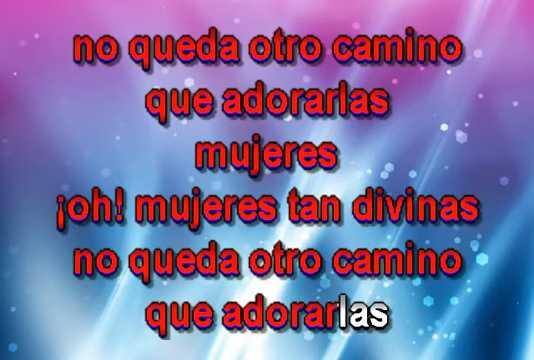 no queda otro camino
que adorarlas
mujeres
¡oh! mujeres tan divinas
no queda otro camino
que adorarlas